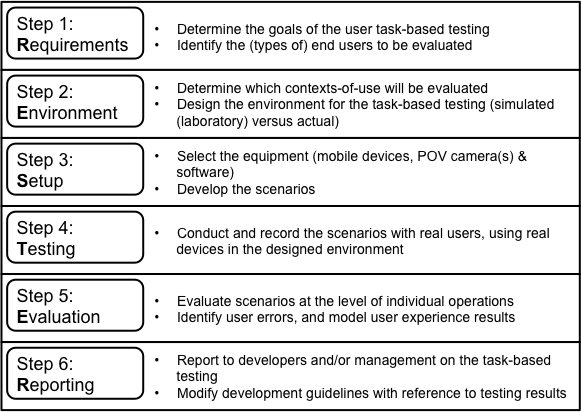 Step 1:
Requirements
• Determine the goals of the user task-based testing
• Identify the (types of) end users to be evaluated
Step 2:
Environment
• Determine which contexts-of-use will be evaluated
• Design the environment for the task-based testing (simulated
(laboratory) versus actual)
Step 3:
Setup
• Select the equipment (mobile devices, POV camera(s) &
software)
• Develop the scenarios
Step 4:
Testing
• Conduct and record the scenarios with real users, using real
devices in the designed environment
Step 5:
Evaluation
• Evaluate scenarios at the level of individual operations
• Identify user errors, and model user experience results
Step 6:
Reporting
• Report to developers and/or management on the task-based
testing
• Modify development guidelines with reference to testing results